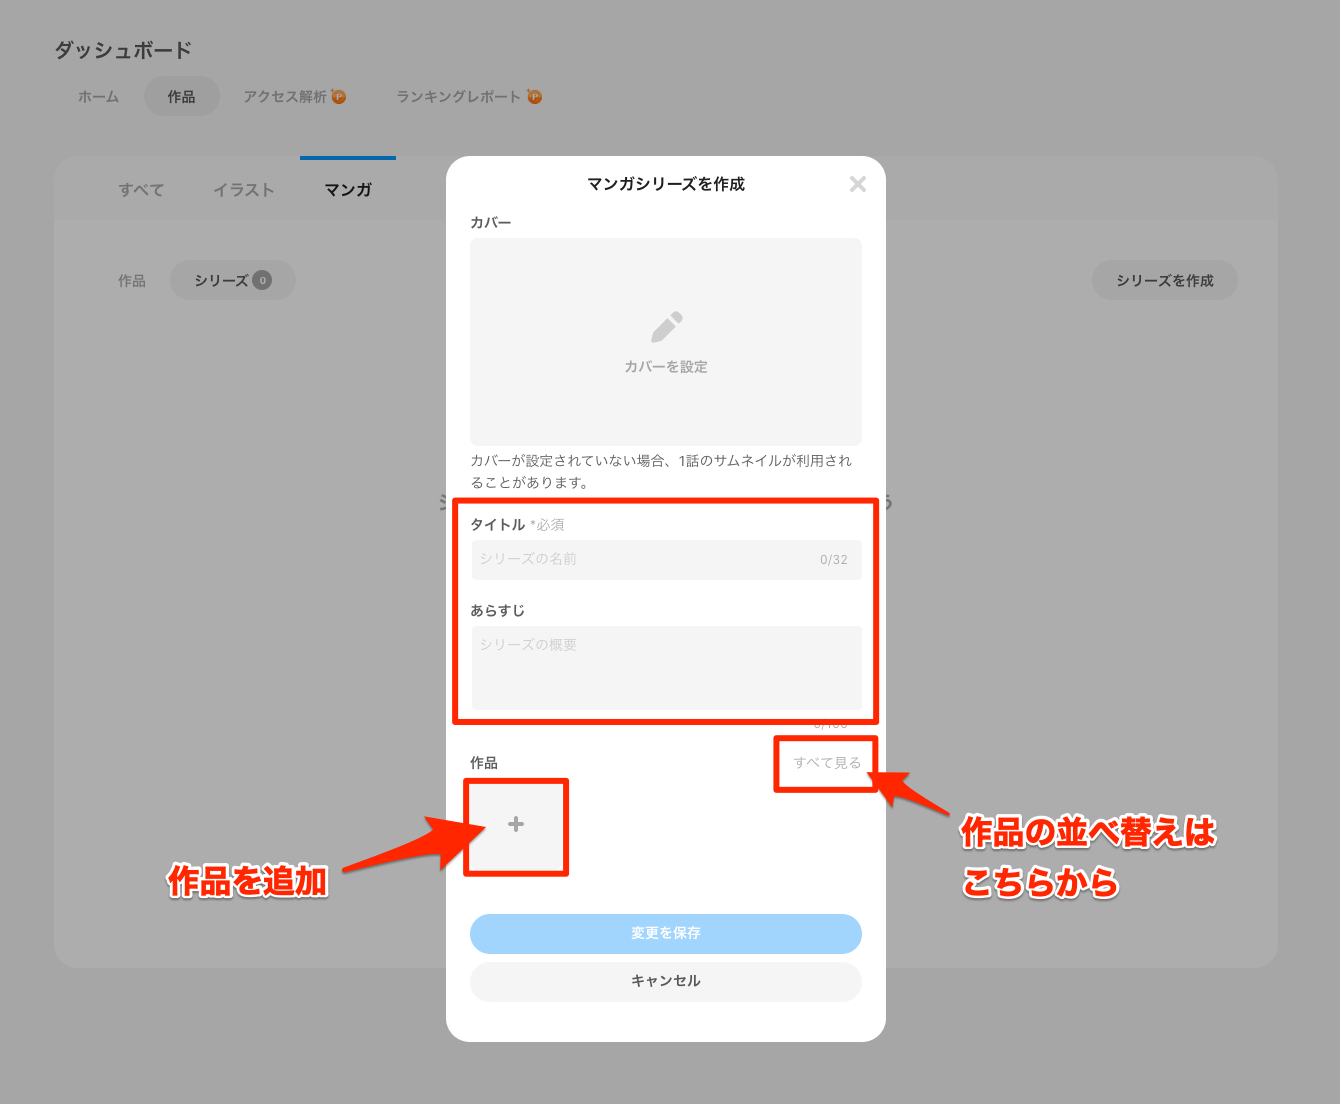 ダッシュボード
ホーム 作品 アクセス解析 P ランキングレポート P
すべて イラスト マンガ
作品 シリーズ 0 シリーズを作成
マンガシリーズを作成
カバー
カバーを設定
カバーが設定されていない場合、1話のサムネイルが利用され
ることがあります。
タイトル *必須
シリーズの名前 0/32
あらすじ
シリーズの概要
作品 すべて見る
作品の並べ替えは
こちらから
作品を追加
変更を保存
キャンセル